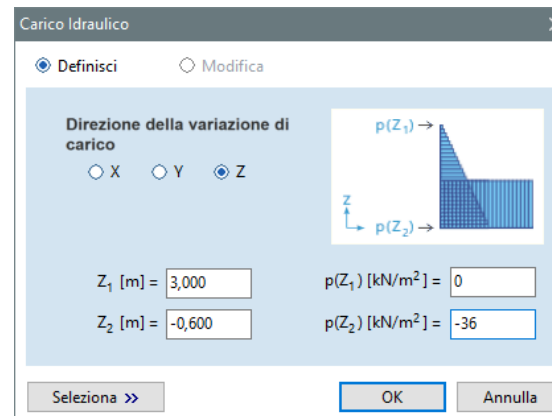 Carico Idraulico
Definisci Modifica
Direzione della variazione di
carico
X Y Z
p(Z₁) →
Z
p(Z₂) →
Z₁ [m] = 3,000 p(Z₁) [kN/m²] = 0
Z₂ [m] = -0,600 p(Z₂) [kN/m²] = -36
Seleziona >> OK Annulla